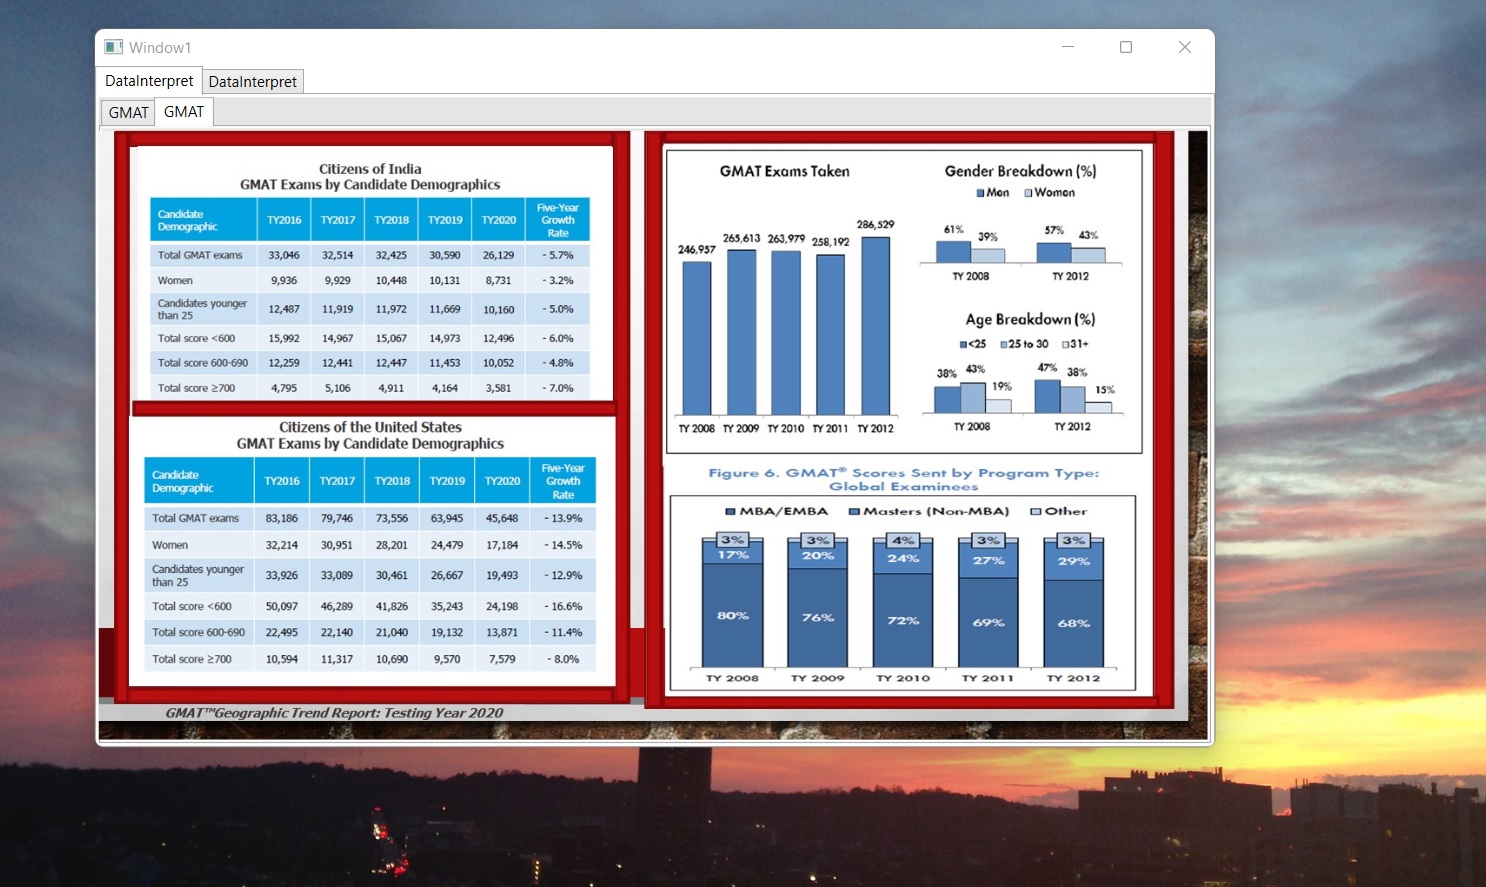 Window1
DataInterpret DataInterpret
GMAT GMAT
Citizens of India
GMAT Exams by Candidate Demographics
Candidate Demographic TY2016 TY2017 TY2018 TY2019 TY2020 Five-Year Growth Rate
Total GMAT exams 33,046 32,514 32,425 30,590 26,129 - 5.7%
Women 9,936 9,929 10,448 10,131 8,731 - 3.2%
Candidates younger than 25 12,487 11,919 11,972 11,669 10,160 - 5.0%
Total score <600 15,992 14,967 15,067 14,973 12,496 - 6.0%
Total score 600-690 12,259 12,441 12,447 11,453 10,052 - 4.8%
Total score ≥700 4,795 5,106 4,911 4,164 3,581 - 7.0%
Citizens of the United States
GMAT Exams by Candidate Demographics
Candidate Demographic TY2016 TY2017 TY2018 TY2019 TY2020 Five-Year Growth Rate
Total GMAT exams 83,186 79,746 73,556 63,945 45,648 - 13.9%
Women 32,214 30,951 28,201 24,479 17,184 - 14.5%
Candidates younger than 25 33,926 33,089 30,461 26,667 19,493 - 12.9%
Total score <600 50,097 46,289 41,826 35,243 24,198 - 16.6%
Total score 600-690 22,495 22,140 21,040 19,132 13,871 - 11.4%
Total score ≥700 10,594 11,317 10,690 9,570 7,579 - 8.0%
GMAT™Geographic Trend Report: Testing Year 2020
GMAT Exams Taken
246,957 265,613 263,979 258,192 286,529
TY 2008 TY 2009 TY 2010 TY 2011 TY 2012
Gender Breakdown (%)
Men Women
61% 39% 57% 43%
TY 2008 TY 2012
Age Breakdown (%)
<25 25 to 30 31+
38% 43% 19% 47% 38% 15%
TY 2008 TY 2012
Figure 6. GMAT® Scores Sent by Program Type:
Global Examinees
MBA/EMBA Masters (Non-MBA) Other
3% 3% 4% 3% 3%
17% 20% 24% 27% 29%
80% 76% 72% 69% 68%
TY 2008 TY 2009 TY 2010 TY 2011 TY 2012